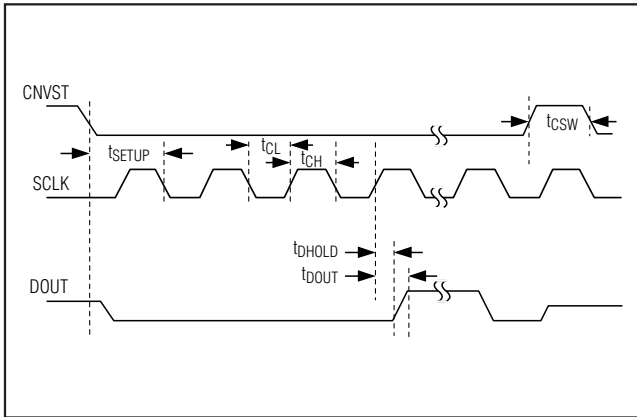 CNVST
tCSW
tSETUP
tCL
tCH
SCLK
tDHOLD
tDOUT
DOUT